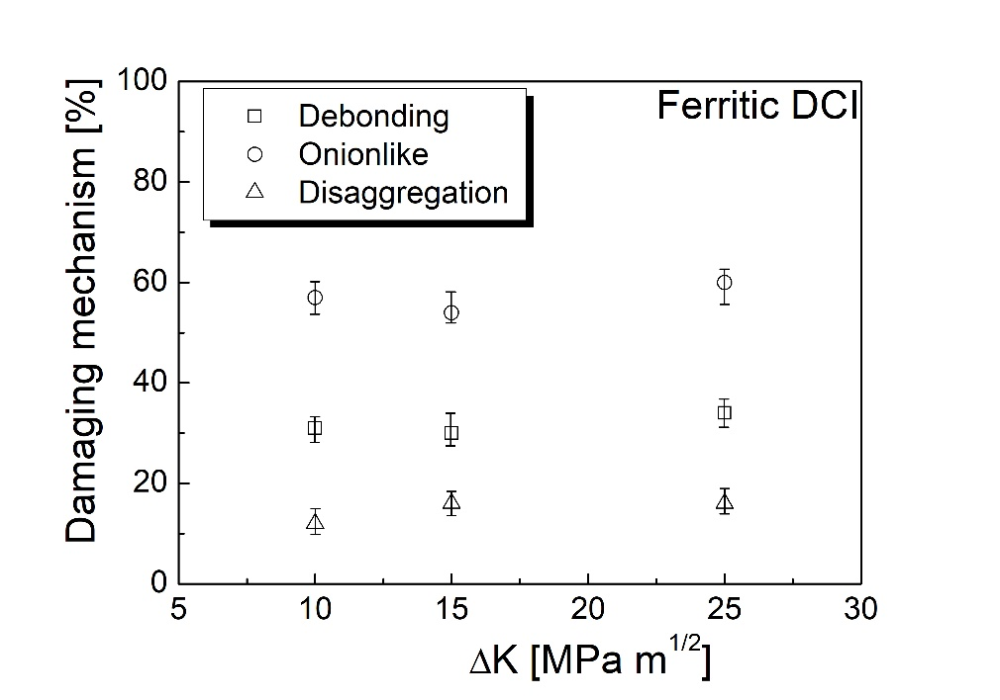 Damaging mechanism [%]
100
80
60
40
20
0
Ferritic DCI
Debonding
Onionlike
Disaggregation
5 10 15 20 25 30
ΔK [MPa m^1/2]